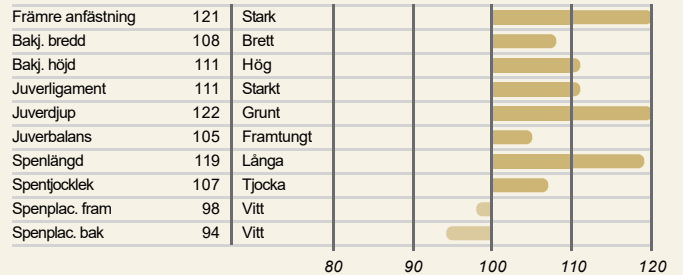 Främre anfästning 121 Stark
Bakj. bredd 108 Brett
Bakj. höjd 111 Hög
Juverligament 111 Starkt
Juverdjup 122 Grunt
Juverbalans 105 Framtungt
Spenlängd 119 Långa
Spentjocklek 107 Tjocka
Spenplac. fram 98 Vitt
Spenplac. bak 94 Vitt
80 90 100 110 120